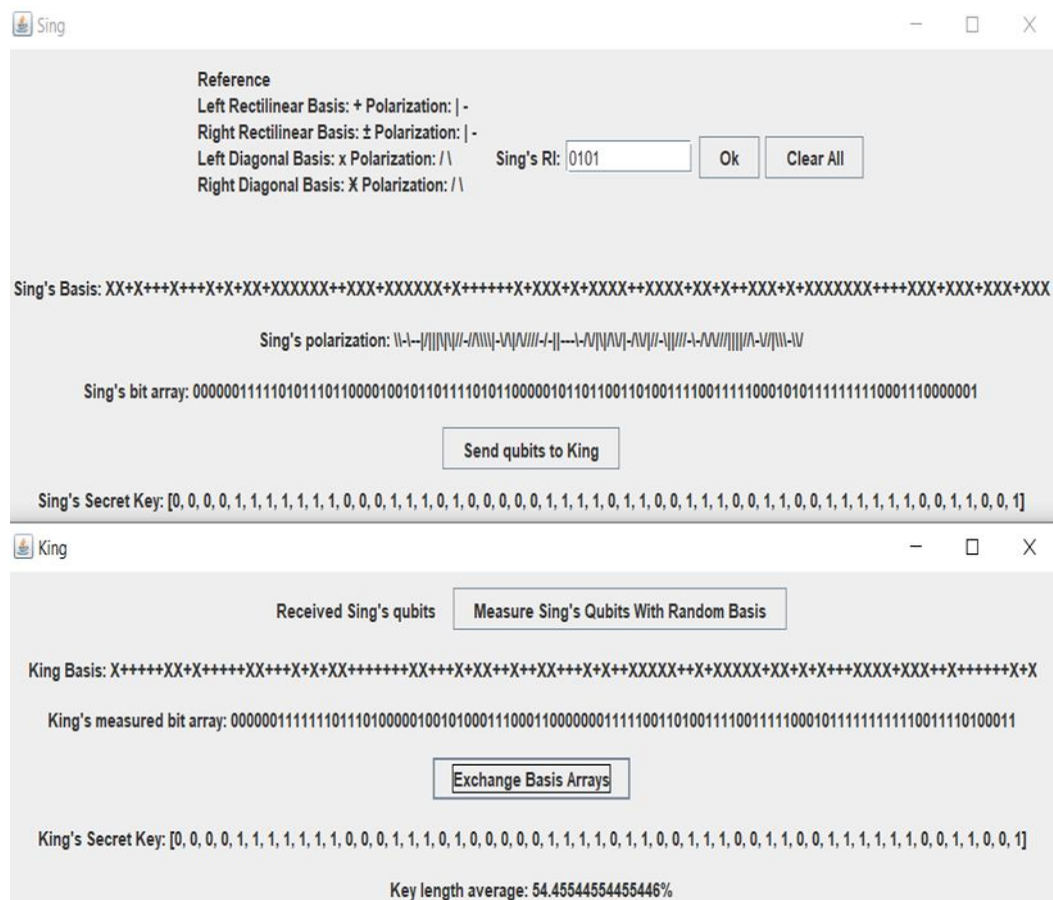 Sing
Reference
Left Rectilinear Basis: + Polarization: | -
Right Rectilinear Basis: ± Polarization: | -
Left Diagonal Basis: x Polarization: / \
Right Diagonal Basis: X Polarization: / \
Sing's RI: 0101 Ok Clear All
Sing's Basis: XX+X+++X+++X+X+XX+XXXXXX++XXX+XXXXXX+X++++++X+XXX+X+XXXX++XXXX+XX+X++XXX+X+XXXXXXX++++XXX+XXX+XXX+XXX
Sing's polarization:
Sing's bit array: 00000011111010111011000010010110111101011000001011011001101001111001111100010101111111110001110000001
Send qubits to King
Sing's Secret Key: [0, 0, 0, 0, 1, 1, 1, 1, 1, 1, 1, 0, 0, 0, 1, 1, 1, 0, 1, 0, 0, 0, 0, 0, 1, 1, 1, 1, 0, 1, 1, 0, 0, 1, 1, 1, 0, 0, 1, 1, 0, 0, 1, 1, 1, 1, 1, 1, 0, 0, 1, 1, 0, 0, 1]
King
Received Sing's qubits Measure Sing's Qubits With Random Basis
King Basis: X+++++XX+X+++++XX+++X+X+XX+++++++XX+++X+XX++X++XX+++X+X++XXXXX++X+XXXXX+XX+X+X+++XXXX+XXX++X++++++X+X
King's measured bit array: 00000011111110111010000010010100011100011000000011111001101001111001111100010111111111110011110100011
Exchange Basis Arrays
King's Secret Key: [0, 0, 0, 0, 1, 1, 1, 1, 1, 1, 1, 0, 0, 0, 1, 1, 1, 0, 1, 0, 0, 0, 0, 0, 1, 1, 1, 1, 0, 1, 1, 0, 0, 1, 1, 1, 0, 0, 1, 1, 0, 0, 1, 1, 1, 1, 1, 1, 0, 0, 1, 1, 0, 0, 1]
Key length average: 54.45544554455446%